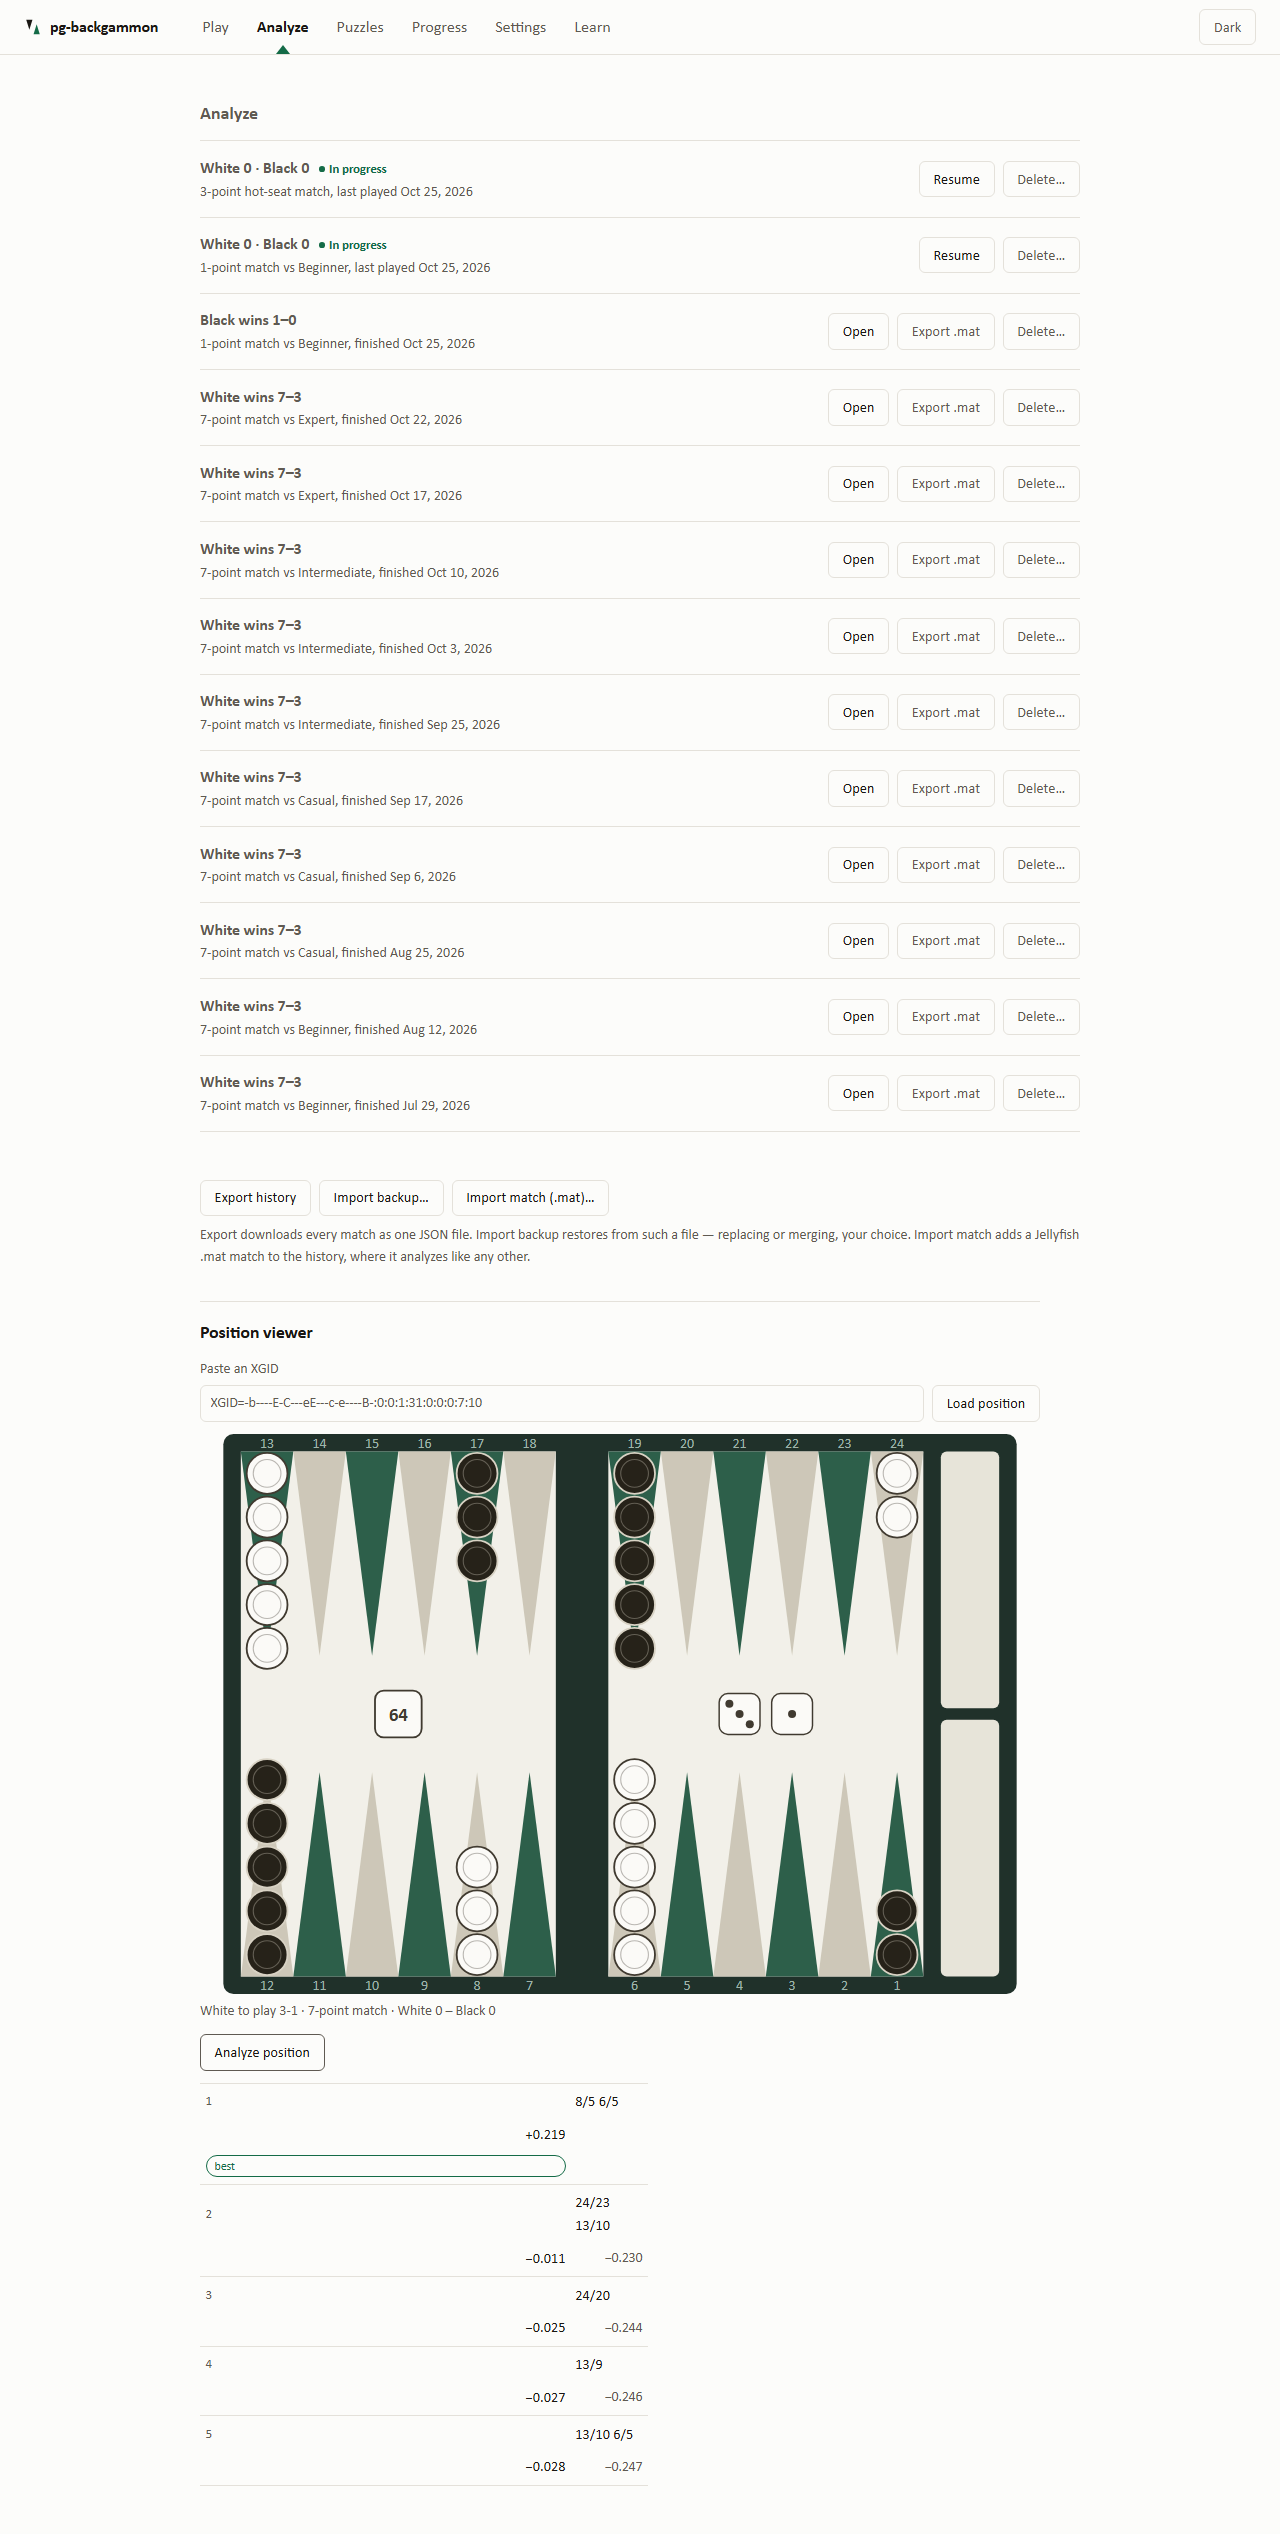 pg-backgammon Play Analyze Puzzles Progress Settings Learn Dark
Analyze
White 0 · Black 0 In progress
3-point hot-seat match, last played Oct 25, 2026
Resume Delete…
White 0 · Black 0 In progress
1-point match vs Beginner, last played Oct 25, 2026
Resume Delete…
Black wins 1–0
1-point match vs Beginner, finished Oct 25, 2026
Open Export .mat Delete…
White wins 7–3
7-point match vs Expert, finished Oct 22, 2026
Open Export .mat Delete…
White wins 7–3
7-point match vs Expert, finished Oct 17, 2026
Open Export .mat Delete…
White wins 7–3
7-point match vs Intermediate, finished Oct 10, 2026
Open Export .mat Delete…
White wins 7–3
7-point match vs Intermediate, finished Oct 3, 2026
Open Export .mat Delete…
White wins 7–3
7-point match vs Intermediate, finished Sep 25, 2026
Open Export .mat Delete…
White wins 7–3
7-point match vs Casual, finished Sep 17, 2026
Open Export .mat Delete…
White wins 7–3
7-point match vs Casual, finished Sep 6, 2026
Open Export .mat Delete…
White wins 7–3
7-point match vs Casual, finished Aug 25, 2026
Open Export .mat Delete…
White wins 7–3
7-point match vs Beginner, finished Aug 12, 2026
Open Export .mat Delete…
White wins 7–3
7-point match vs Beginner, finished Jul 29, 2026
Open Export .mat Delete…
Export history Import backup… Import match (.mat)…
Export downloads every match as one JSON file. Import backup restores from such a file — replacing or merging, your choice. Import match adds a Jellyfish
.mat match to the history, where it analyzes like any other.
Position viewer
Paste an XGID
XGID=-b----E-C---eE---c-e----B-:0:0:1:31:0:0:0:7:10 Load position
13 14 15 16 17 18 19 20 21 22 23 24
64
12 11 10 9 8 7 6 5 4 3 2 1
White to play 3-1 · 7-point match · White 0 – Black 0
Analyze position
1 8/5 6/5
+0.219
best
2 24/23
13/10
−0.011 −0.230
3 24/20
−0.025 −0.244
4 13/9
−0.027 −0.246
5 13/10 6/5
−0.028 −0.247